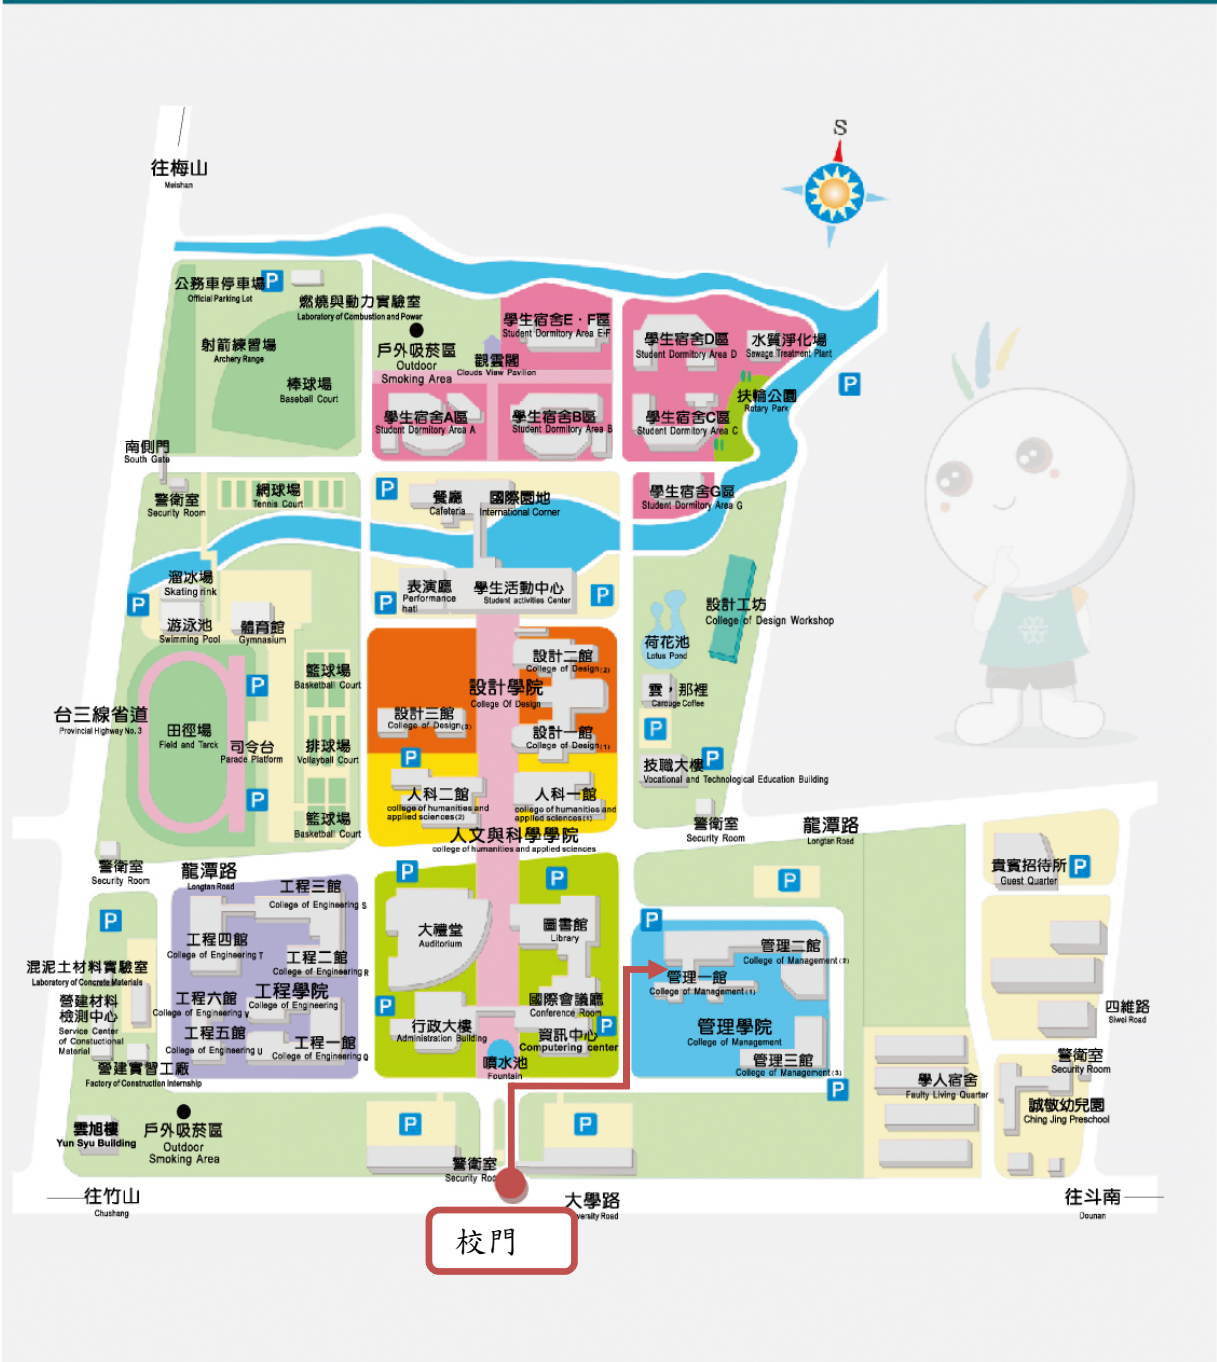 S
往梅山
Meishan
公務車停車場 P
Official Parking Lot
燃燒與動力實驗室
Laboratory of Combustion and Power
射箭練習場
Archery Range
棒球場
Baseball Court
戶外吸菸區
Outdoor
Smoking Area
觀雲閣
Clouds View Pavilion
學生宿舍E・F區
Student Dormitory Area E·F
學生宿舍D區
Student Dormitory Area D
水質淨化場
Sewage Treatment Plant
P
扶輪公園
Rotary Park
學生宿舍A區
Student Dormitory Area A
學生宿舍B區
Student Dormitory Area B
學生宿舍C區
Student Dormitory Area C
南側門
South Gate
警衛室
Security Room
網球場
Tennis Court
P
餐廳
Cafeteria
國際園地
International Corner
學生宿舍G區
Student Dormitory Area G
溜冰場
Skating rink
P
游泳池
Swimming Pool
體育館
Gymnasium
P
表演廳
Performance
hatl
學生活動中心
Student activities Center
P
設計工坊
College of Design Workshop
荷花池
Lotus Pond
台三線省道
Provincial Highway No. 3
田徑場
Field and Tarck
P
司令台
Parade Platform
P
籃球場
Basketball Court
排球場
Volleyball Court
籃球場
Basketball Court
設計二館
College of Design(2)
設計學院
College Of Design
設計三館
College of Design(3)
設計一館
College of Design(1)
雲，那裡
Carouge Coffee
P
技職大樓 P
Vocational and Technological Education Building
P
人科二館
college of humanities and
applied sciences(2)
人科一館
college of humanities and
applied sciences(1)
人文與科學學院
college of humanities and applied sciences
警衛室
Security Room
龍潭路
Longtan Road
警衛室
Security Room
龍潭路
Longtan Road
P
工程三館
College of Engineering S
工程四館
College of Engineering T
工程二館
College of Engineering R
工程學院
College of Engineering
工程六館
College of Engineering V
工程五館
College of Engineering U
工程一館
College of Engineering Q
混泥土材料實驗室
Laboratory of Concrete Materials
營建材料
檢測中心
Service Center
of Constuctional
Material
營建實習工廠
Factory of Construction Internship
P
大禮堂
Auditorium
P
圖書館
Library
P
行政大樓
Administration Building
國際會議廳
Conference Room
P
資訊中心
Computering center
噴水池
Fountain
P
P
管理二館
College of Management(2)
管理一館
College of Management(1)
管理學院
College of Management
管理三館
College of Management(3)
P
貴賓招待所 P
Guest Quarter
四維路
Siwei Road
警衛室
Security Room
學人宿舍
Faulty Living Quarter
誠敬幼兒園
Ching Jing Preschool
雲旭樓
Yun Syu Building
戶外吸菸區
Outdoor
Smoking Area
P
P
警衛室
Security Roo
往竹山
Chushang
大學路
versity Road
往斗南
Dounan
校門